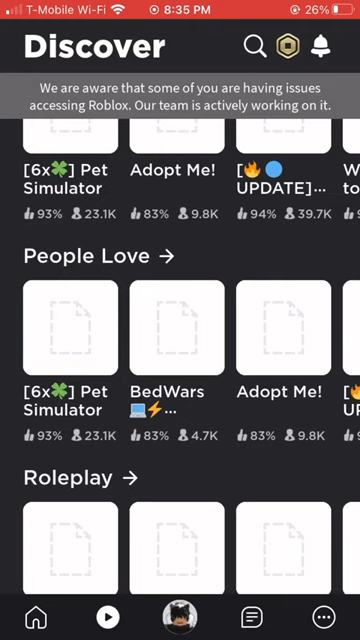 T-Mobile Wi-Fi 8:35 PM 26%
Discover
We are aware that some of you are having issues
accessing Roblox. Our team is actively working on it.
[6x🍀] Pet
Simulator
Adopt Me!
[🔥🔵
UPDATE]...
W
to
93% 23.1K
83% 9.8K
94% 39.7K
People Love →
[6x🍀] Pet
Simulator
BedWars
💻⚡...
Adopt Me!
[🔥
UP
93% 23.1K
83% 4.7K
83% 9.8K
Roleplay →